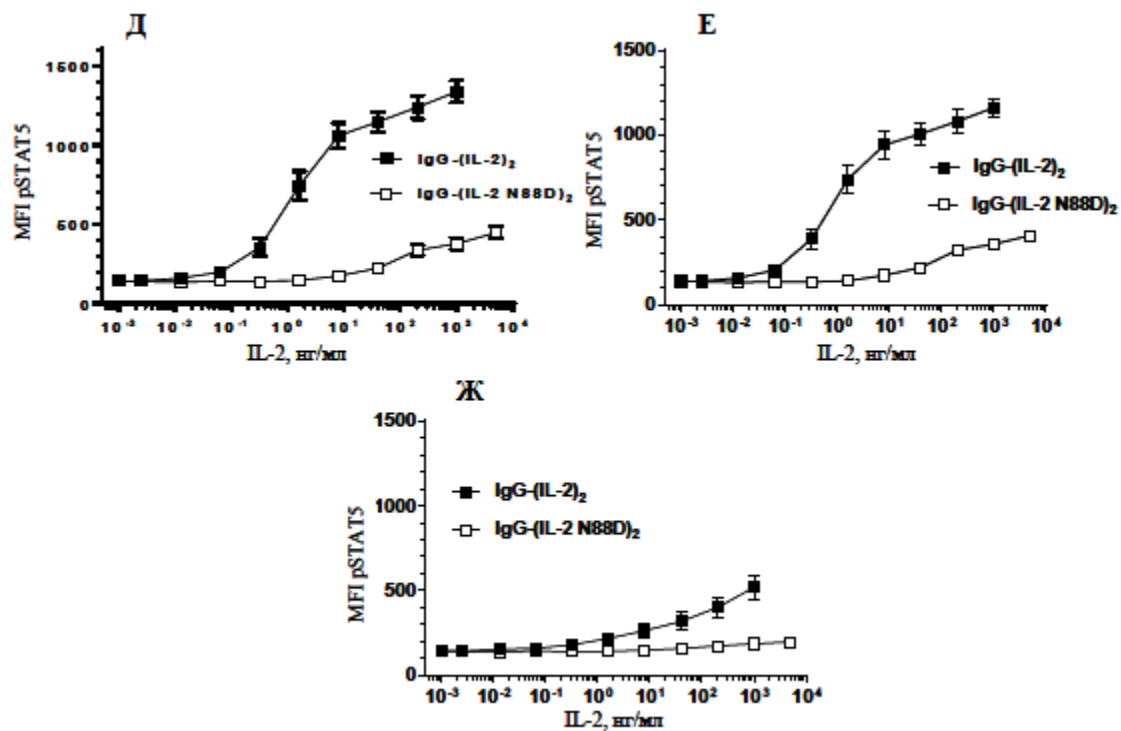 Д
MFI pSTAT5
1500
1000
500
0
IgG-(IL-2)₂
IgG-(IL-2 N88D)₂
10⁻³ 10⁻² 10⁻¹ 10⁰ 10¹ 10² 10³ 10⁴
IL-2, нг/мл
Е
MFI pSTAT5
1500
1000
500
0
IgG-(IL-2)₂
IgG-(IL-2 N88D)₂
10⁻³ 10⁻² 10⁻¹ 10⁰ 10¹ 10² 10³ 10⁴
IL-2, нг/мл
Ж
MFI pSTAT5
1500
1000
500
0
IgG-(IL-2)₂
IgG-(IL-2 N88D)₂
10⁻³ 10⁻² 10⁻¹ 10⁰ 10¹ 10² 10³ 10⁴
IL-2, нг/мл